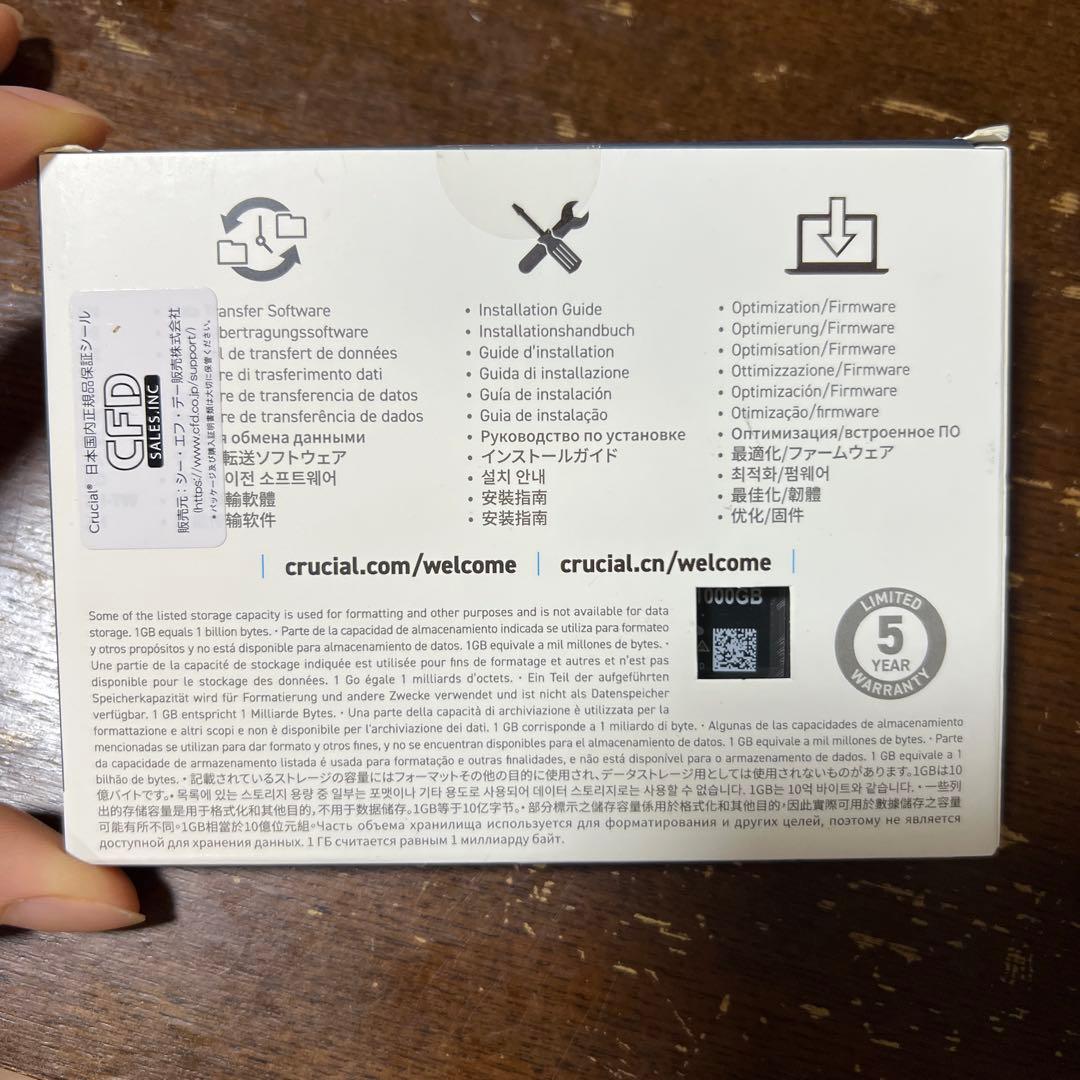 Crucial® 日本国内正規品保証シール
CFD
SALES.INC
販売元：シー・エフ・デー販売株式会社
(https://www.cfd.co.jp/support/)
*パッケージ及び購入証明書類は大切に保管ください。
ansfer Software
bertragungssoftware
l de transfert de données
re di trasferimento dati
re de transferencia de datos
re de transferência de dados
я обмена данными
転送ソフトウェア
이전 소프트웨어
輸軟體
输软件
• Installation Guide
• Installationshandbuch
• Guide d'installation
• Guida di installazione
• Guía de instalación
• Guia de instalação
• Руководство по установке
• インストールガイド
• 설치 안내
• 安裝指南
• 安装指南
• Optimization/Firmware
• Optimierung/Firmware
• Optimisation/Firmware
• Ottimizzazione/Firmware
• Optimización/Firmware
• Otimização/firmware
• Оптимизация/встроенное ПО
• 最適化/ファームウェア
• 최적화/펌웨어
• 最佳化/韌體
• 优化/固件
crucial.com/welcome
crucial.cn/welcome
Some of the listed storage capacity is used for formatting and other purposes and is not available for data
storage. 1GB equals 1 billion bytes. • Parte de la capacidad de almacenamiento indicada se utiliza para formateo
y otros propósitos y no está disponible para almacenamiento de datos. 1GB equivale a mil millones de bytes. •
Une partie de la capacité de stockage indiquée est utilisée pour fins de formatage et autres et n'est pas
disponible pour le stockage des données. 1 Go égale 1 milliards d'octets. • Ein Teil der aufgeführten
Speicherkapazität wird für Formatierung und andere Zwecke verwendet und ist nicht als Datenspeicher
verfügbar. 1 GB entspricht 1 Milliarde Bytes. • Una parte della capacità di archiviazione è utilizzata per la
formattazione e altri scopi e non è disponibile per l'archiviazione dei dati. 1 GB corrisponde a 1 miliardo di byte. • Algunas de las capacidades de almacenamiento
mencionadas se utilizan para dar formato y otros fines, y no se encuentran disponibles para el almacenamiento de datos. 1 GB equivale a mil millones de bytes. • Parte
da capacidade de armazenamento listada é usada para formatação e outras finalidades, e não está disponível para o armazenamento de dados. 1 GB equivale a 1
bilhão de bytes. • 記載されているストレージの容量にはフォーマットその他の目的に使用され、データストレージ用としては使用されないものがあります。1GBは10
億バイトです。• 목록에 있는 스토리지 용량 중 일부는 포맷이나 기타 용도로 사용되어 데이터 스토리지로는 사용할 수 없습니다. 1GB는 10억 바이트와 같습니다. • 一些列
出的存储容量是用于格式化和其他目的，不用于数据储存。1GB等于10亿字节。• 部分標示之儲存容量係用於格式化和其他目的，因此實際可用於數據儲存之容量
可能有所不同。1GB相當於10億位元組。Часть объема хранилища используется для форматирования и других целей, поэтому не является
доступной для хранения данных. 1 ГБ считается равным 1 миллиарду байт.
1000GB
LIMITED
5
YEAR
WARRANTY